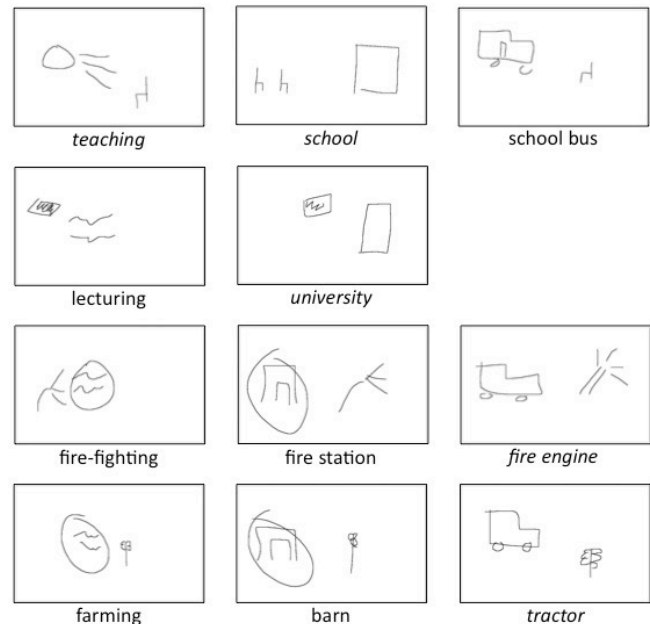 teaching school school bus
lecturing university
fire-fighting fire station fire engine
farming barn tractor